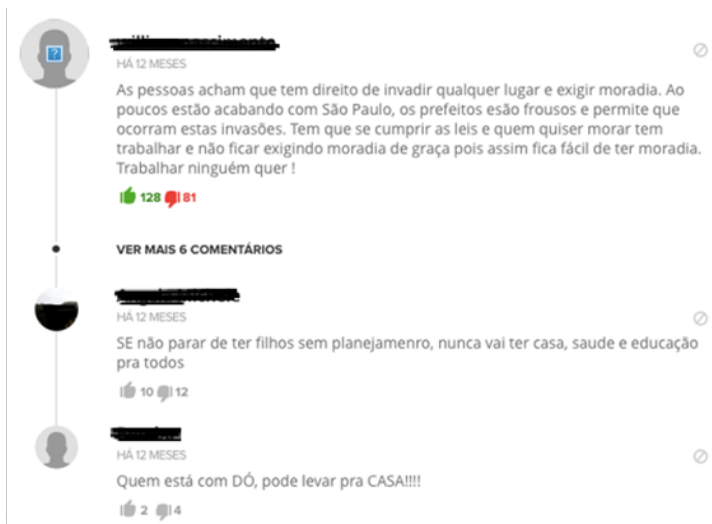 HÁ 12 MESES
As pessoas acham que tem direito de invadir qualquer lugar e exigir moradia. Ao
poucos estão acabando com São Paulo, os prefeitos esão frousos e permite que
ocorram estas invasões. Tem que se cumprir as leis e quem quiser morar tem
trabalhar e não ficar exigindo moradia de graça pois assim fica fácil de ter moradia.
Trabalhar ninguém quer !
128 81
VER MAIS 6 COMENTÁRIOS
HÁ 12 MESES
SE não parar de ter filhos sem planejamenro, nunca vai ter casa, saude e educação
pra todos
10 12
HÁ 12 MESES
Quem está com DÓ, pode levar pra CASA!!!!
2 4